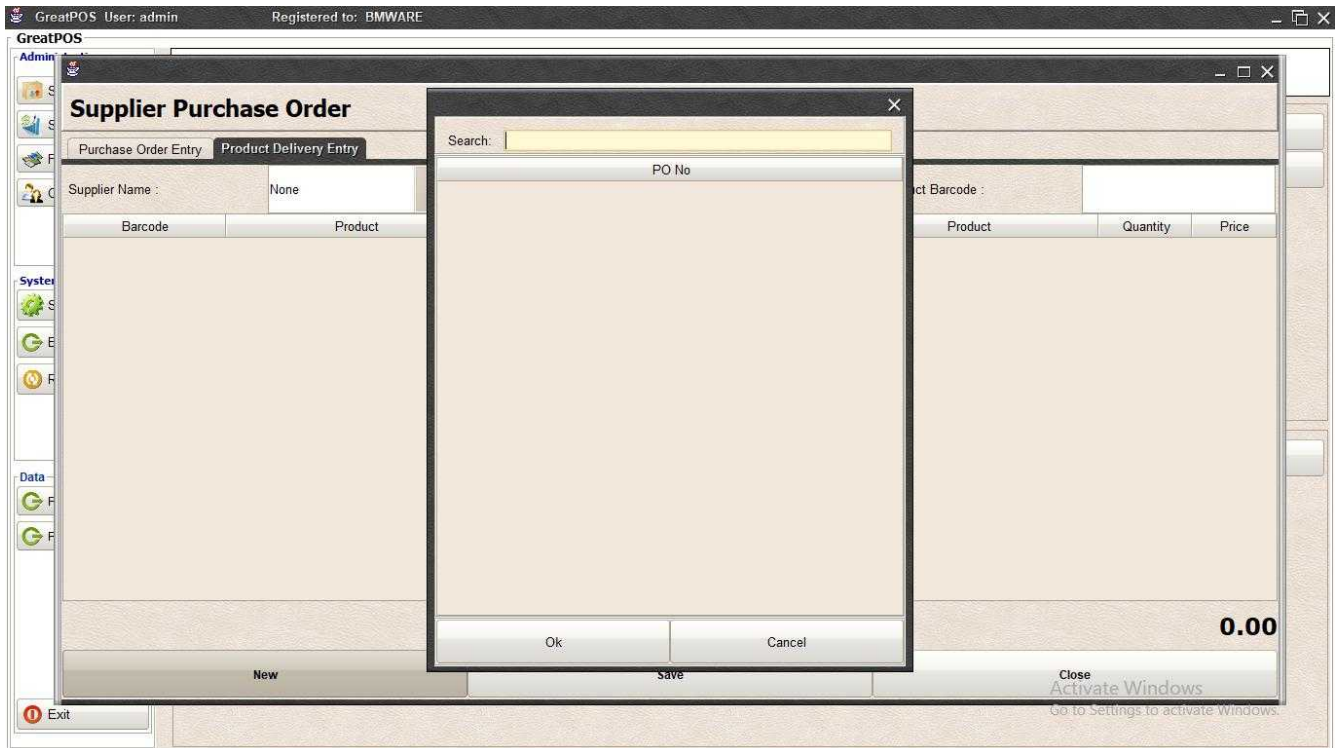 GreatPOS User: admin Registered to: BMWARE
GreatPOS
Supplier Purchase Order
Purchase Order Entry Product Delivery Entry
Search:
PO No
Supplier Name : None Barcode :
Barcode Product Product Quantity Price
0.00
Ok Cancel
New Save Close
Activate Windows
Go to Settings to activate Windows.
Data
Exit